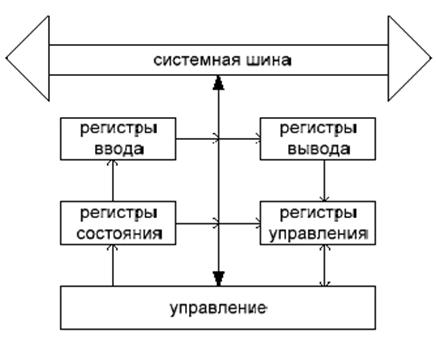 системная шина
регистры
ввода
регистры
вывода
регистры
состояния
регистры
управления
управление